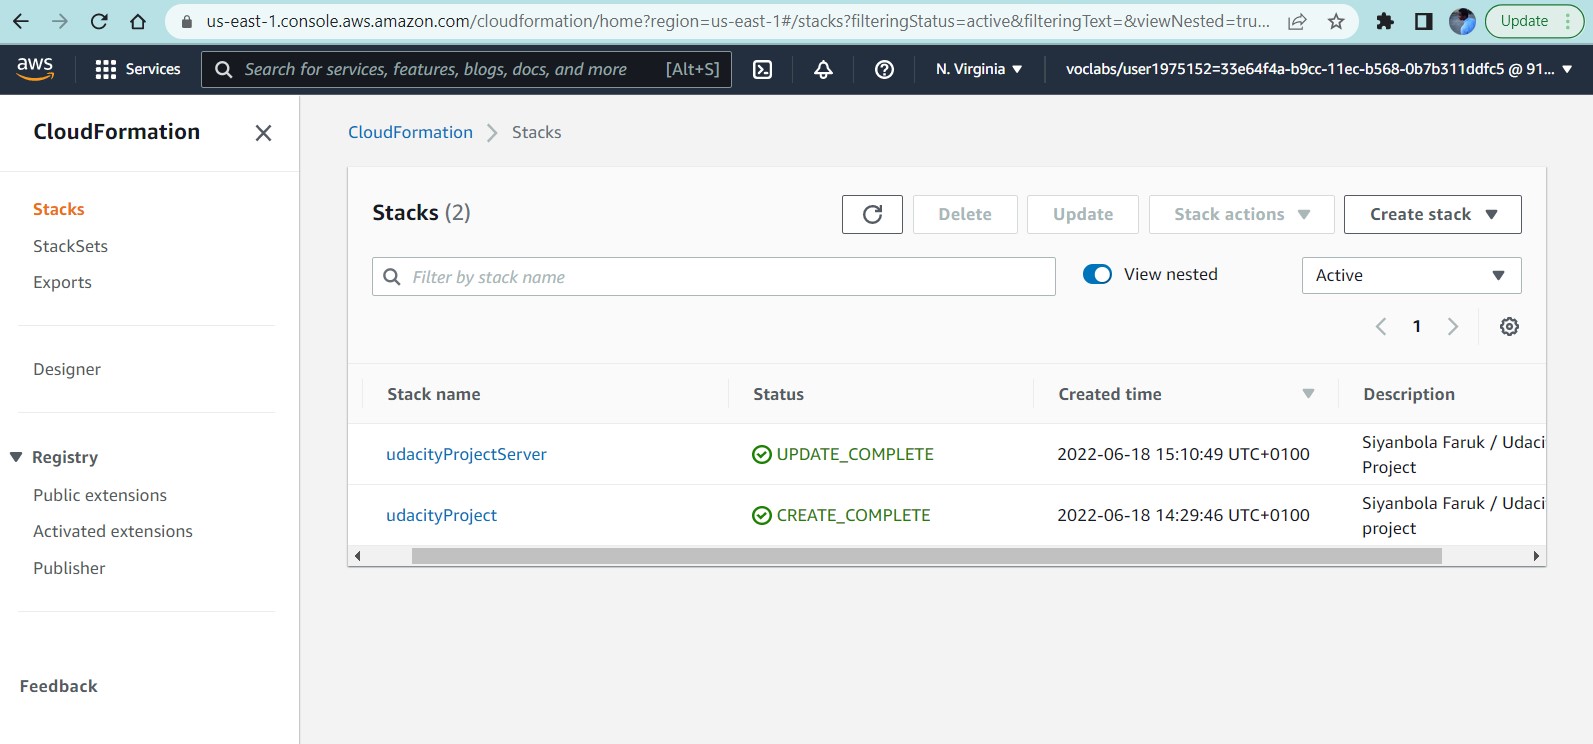 us-east-1.console.aws.amazon.com/cloudformation/home?region=us-east-1#/stacks?filteringStatus=active&filteringText=&viewNested=tru...
Update
aws
Services
Search for services, features, blogs, docs, and more
[Alt+S]
N. Virginia
voclabs/user1975152=33e64f4a-b9cc-11ec-b568-0b7b311ddfc5 @ 91...
CloudFormation
Stacks
StackSets
Exports
Designer
Registry
Public extensions
Activated extensions
Publisher
Feedback
CloudFormation
Stacks
Stacks (2)
Delete
Update
Stack actions
Create stack
Filter by stack name
View nested
Active
1
Stack name
Status
Created time
Description
udacityProjectServer
UPDATE_COMPLETE
2022-06-18 15:10:49 UTC+0100
Siyanbola Faruk / Udaci
Project
udacityProject
CREATE_COMPLETE
2022-06-18 14:29:46 UTC+0100
Siyanbola Faruk / Udaci
project